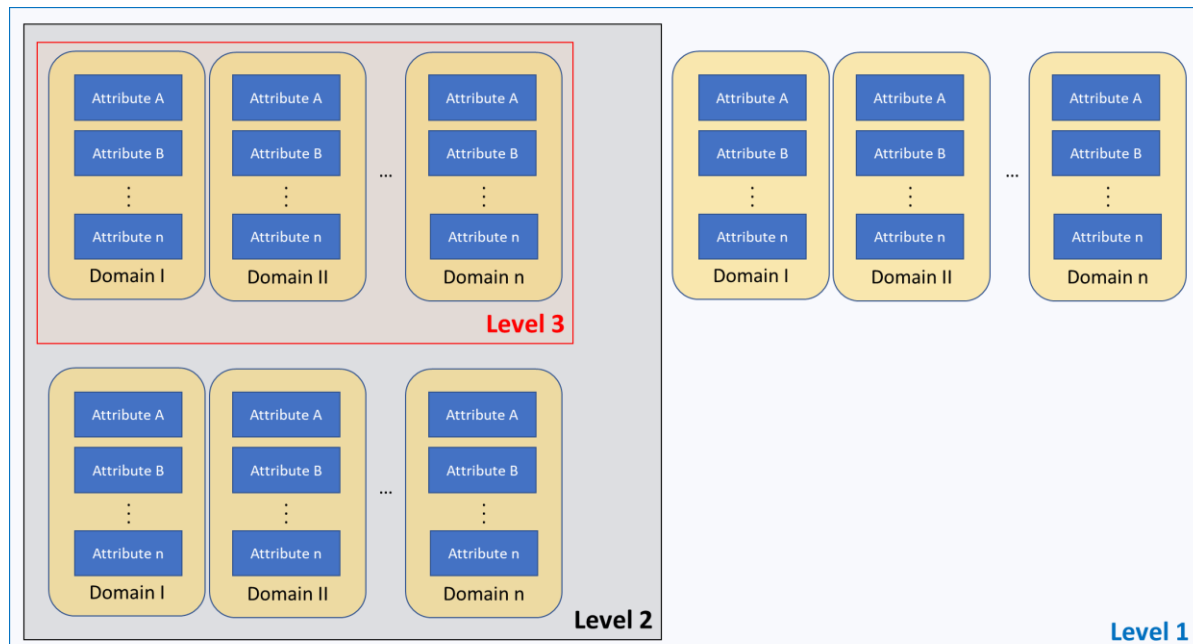 Attribute A
Attribute B
⋮
Attribute n
Domain I
Attribute A
Attribute B
⋮
Attribute n
Domain II
...
Attribute A
Attribute B
⋮
Attribute n
Domain n
Level 3
Attribute A
Attribute B
⋮
Attribute n
Domain I
Attribute A
Attribute B
⋮
Attribute n
Domain II
...
Attribute A
Attribute B
⋮
Attribute n
Domain n
Level 2
Attribute A
Attribute B
⋮
Attribute n
Domain I
Attribute A
Attribute B
⋮
Attribute n
Domain II
...
Attribute A
Attribute B
⋮
Attribute n
Domain n
Level 1